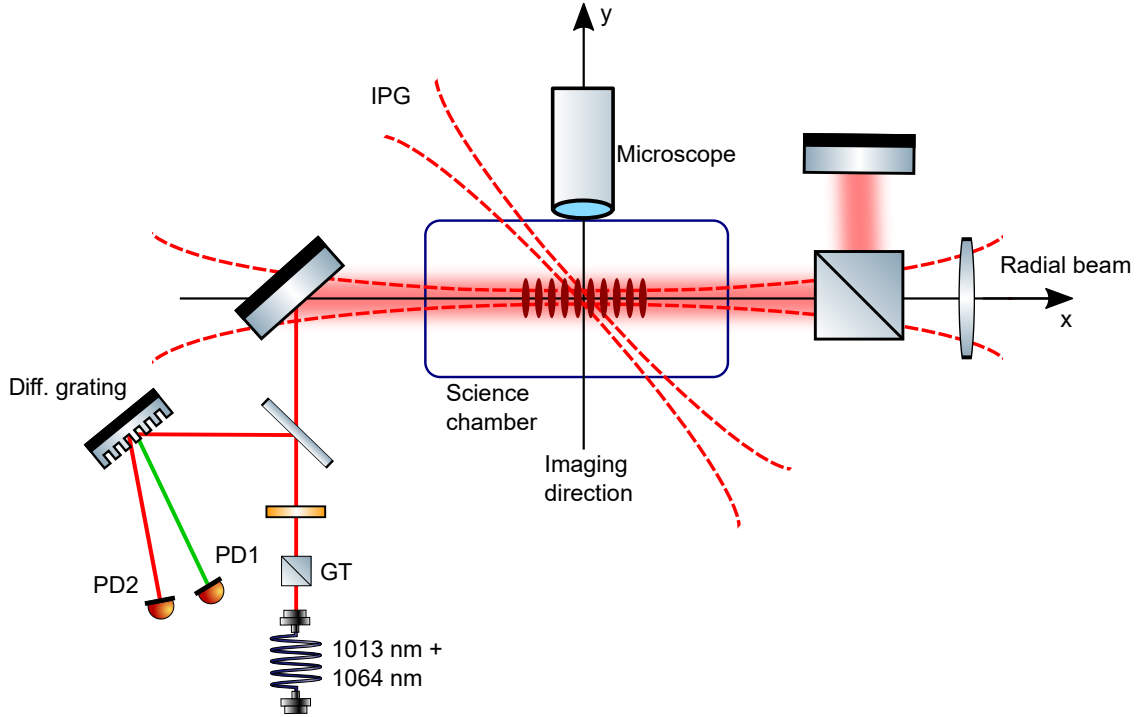 y
IPG
Microscope
Radial beam
x
Diff. grating
Science
chamber
Imaging
direction
PD1
PD2
GT
1013 nm +
1064 nm